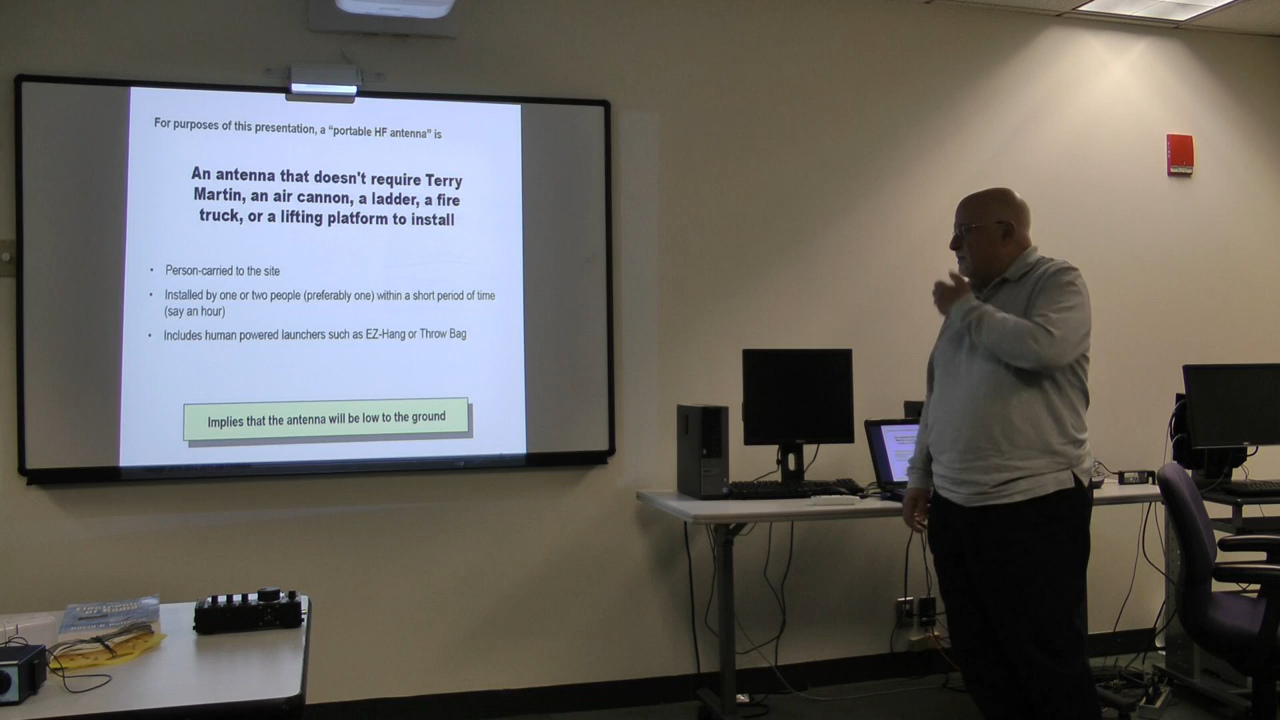 For purposes of this presentation, a “portable HF antenna” is
An antenna that doesn't require Terry
Martin, an air cannon, a ladder, a fire
truck, or a lifting platform to install
• Person-carried to the site
• Installed by one or two people (preferably one) within a short period of time
(say an hour)
• Includes human powered launchers such as EZ-Hang or Throw Bag
Implies that the antenna will be low to the ground